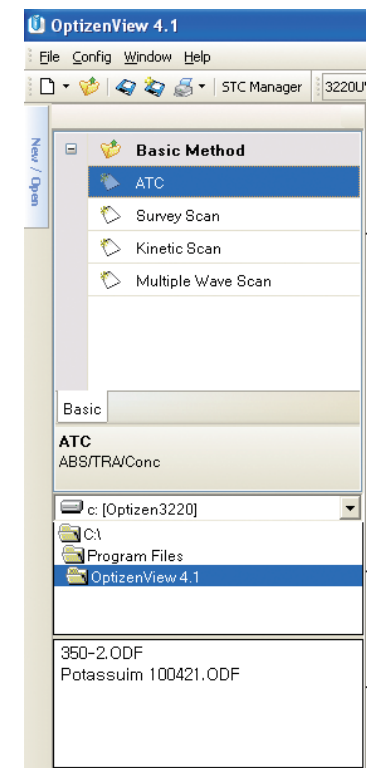 OptizenView 4.1
File Config Window Help
STC Manager 3220U
New / Open
Basic Method
ATC
Survey Scan
Kinetic Scan
Multiple Wave Scan
Basic
ATC
ABS/TRA/Conc
c: [Optizen3220]
C:\
Program Files
OptizenView 4.1
350-2.ODF
Potassuim 100421.ODF